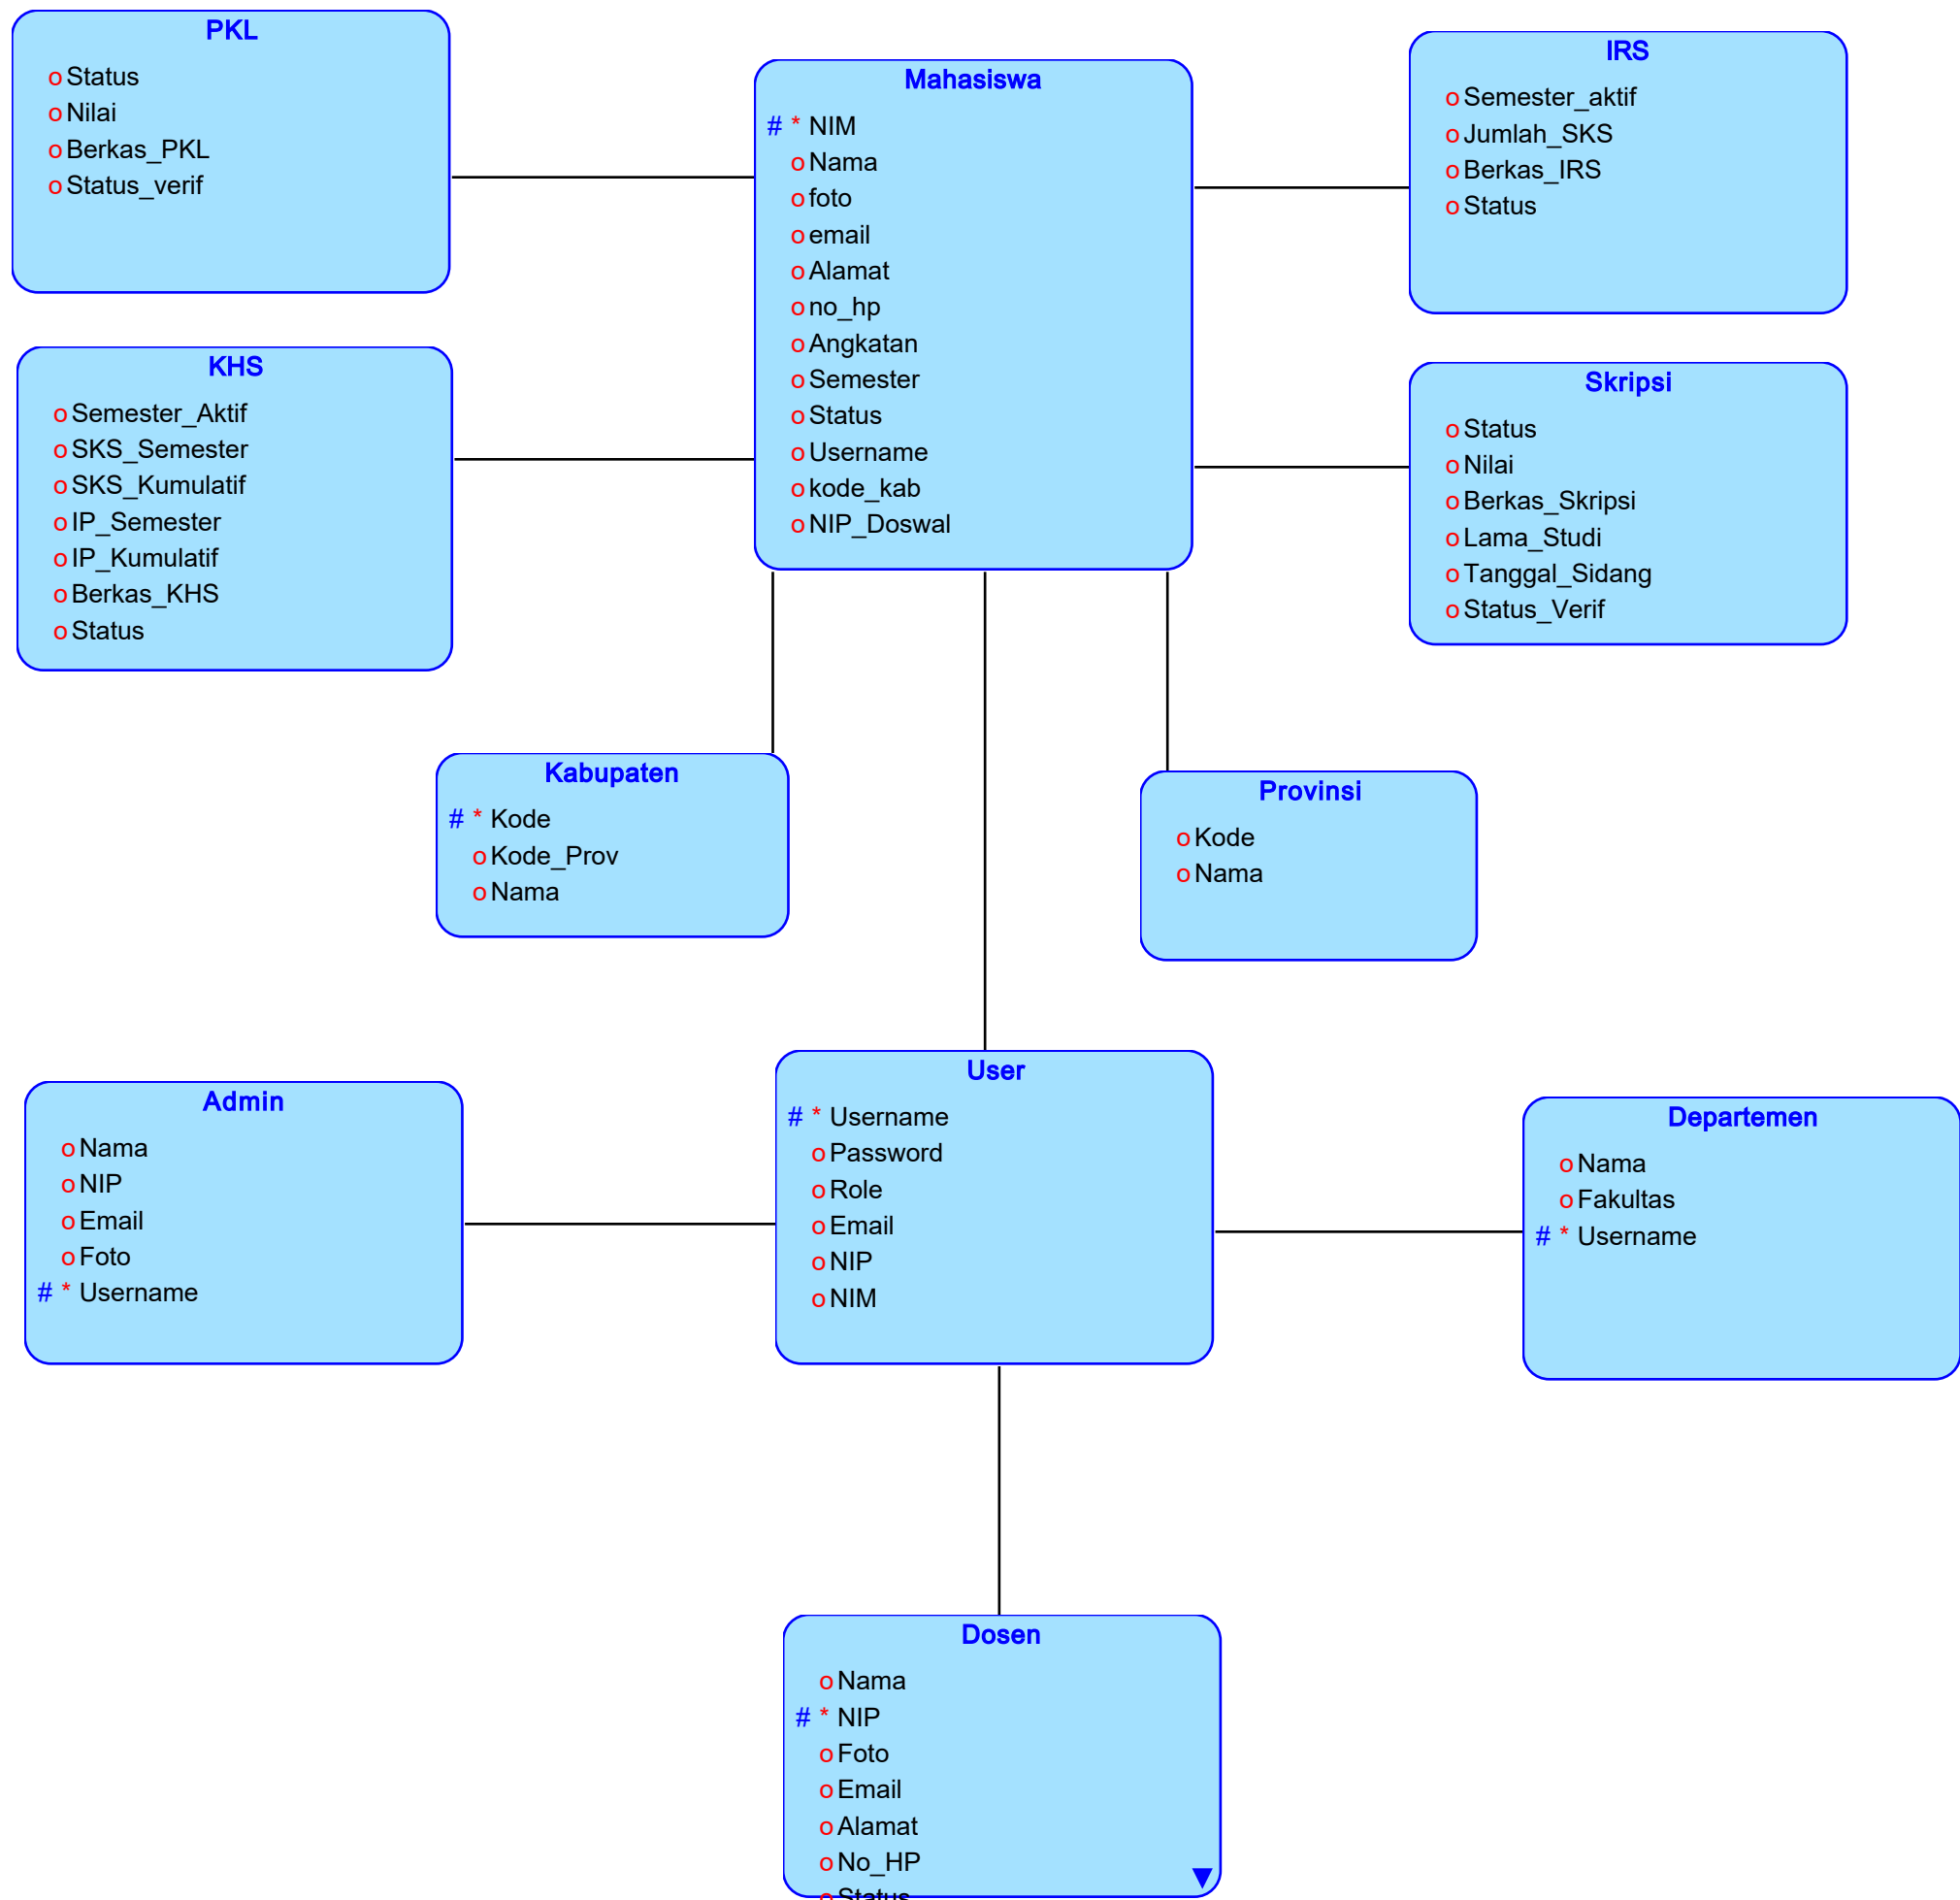 PKL
o Status
o Nilai
o Berkas_PKL
o Status_verif
Mahasiswa
# * NIM
o Nama
o foto
o email
o Alamat
o no_hp
o Angkatan
o Semester
o Status
o Username
o kode_kab
o NIP_Doswal
IRS
o Semester_aktif
o Jumlah_SKS
o Berkas_IRS
o Status
KHS
o Semester_Aktif
o SKS_Semester
o SKS_Kumulatif
o IP_Semester
o IP_Kumulatif
o Berkas_KHS
o Status
Skripsi
o Status
o Nilai
o Berkas_Skripsi
o Lama_Studi
o Tanggal_Sidang
o Status_Verif
Kabupaten
# * Kode
o Kode_Prov
o Nama
Provinsi
o Kode
o Nama
Admin
o Nama
o NIP
o Email
o Foto
# * Username
User
# * Username
o Password
o Role
o Email
o NIP
o NIM
Departemen
o Nama
o Fakultas
# * Username
Dosen
o Nama
# * NIP
o Foto
o Email
o Alamat
o No_HP
o Status